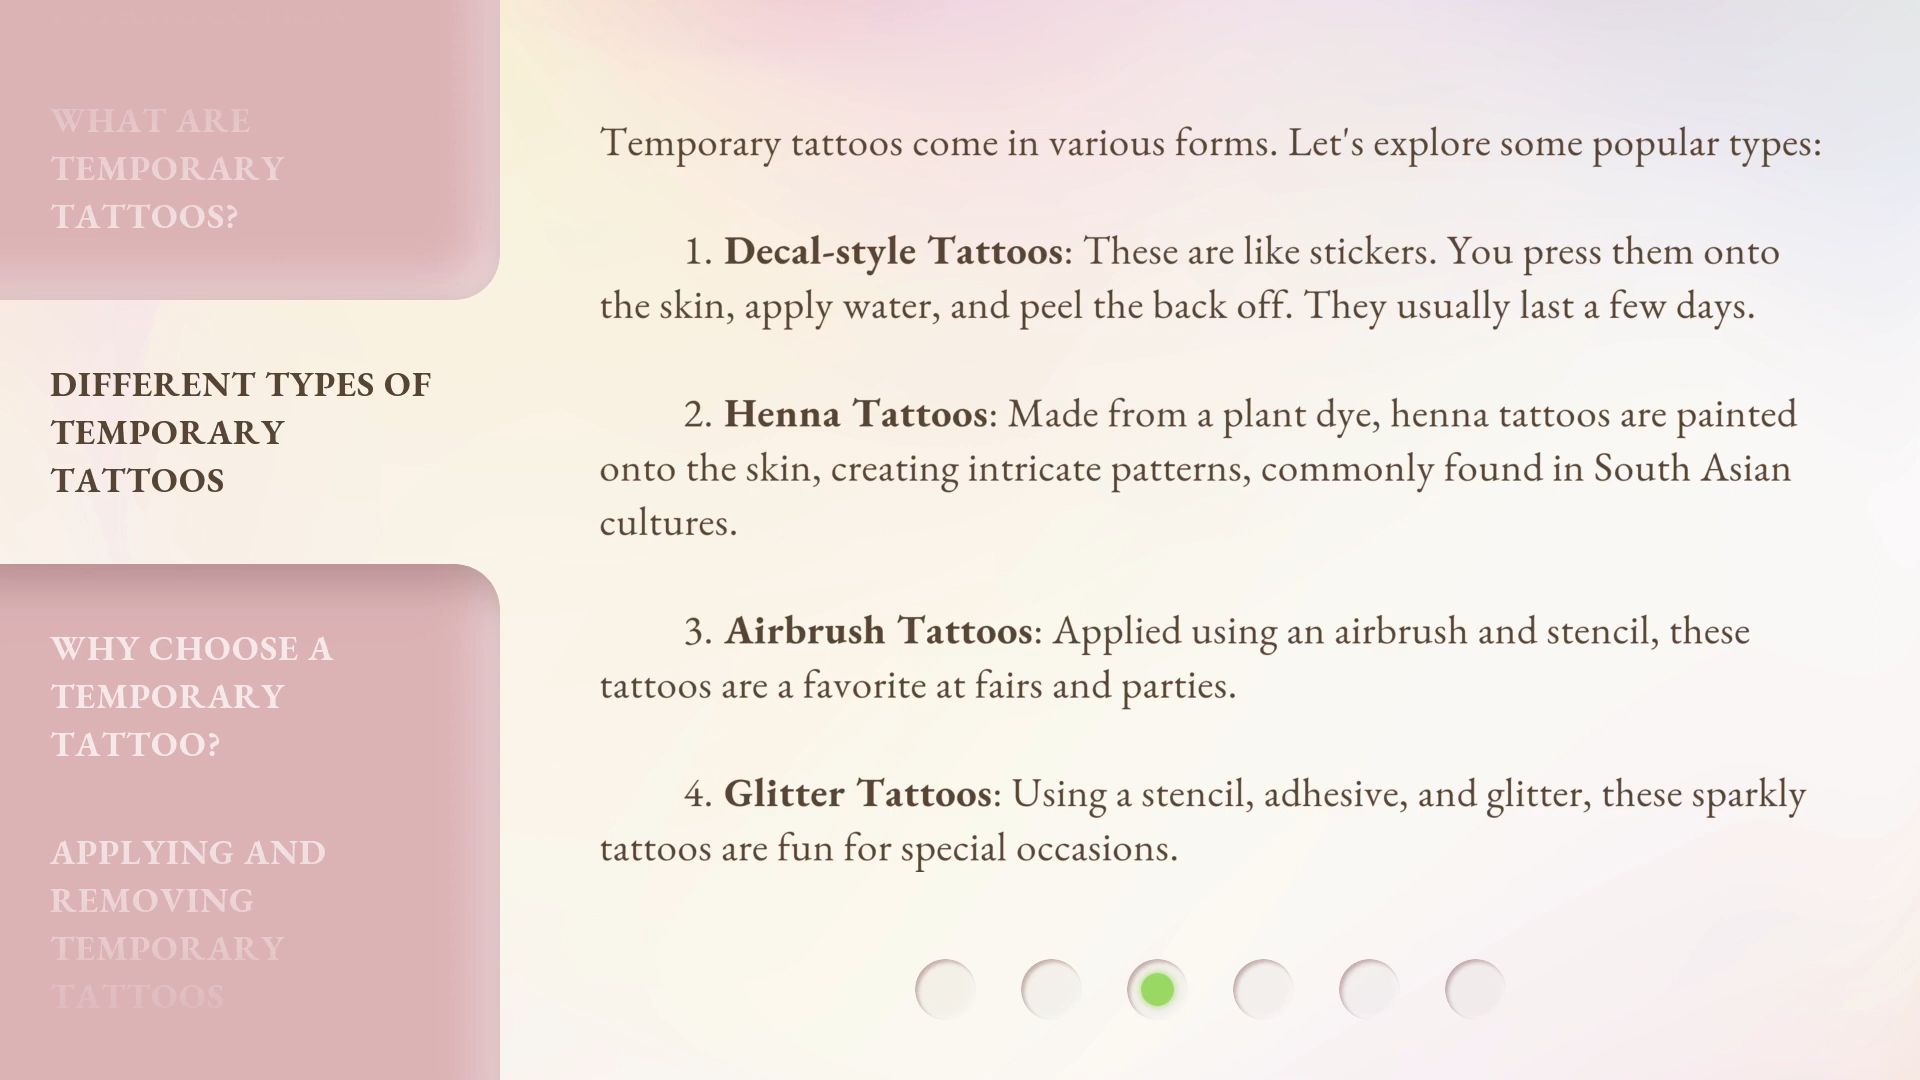 WHAT ARE
TEMPORARY
TATTOOS?
DIFFERENT TYPES OF
TEMPORARY
TATTOOS
WHY CHOOSE A
TEMPORARY
TATTOO?
APPLYING AND
REMOVING
TEMPORARY
TATTOOS
Temporary tattoos come in various forms. Let's explore some popular types:
1. Decal-style Tattoos: These are like stickers. You press them onto
the skin, apply water, and peel the back off. They usually last a few days.
2. Henna Tattoos: Made from a plant dye, henna tattoos are painted
onto the skin, creating intricate patterns, commonly found in South Asian
cultures.
3. Airbrush Tattoos: Applied using an airbrush and stencil, these
tattoos are a favorite at fairs and parties.
4. Glitter Tattoos: Using a stencil, adhesive, and glitter, these sparkly
tattoos are fun for special occasions.